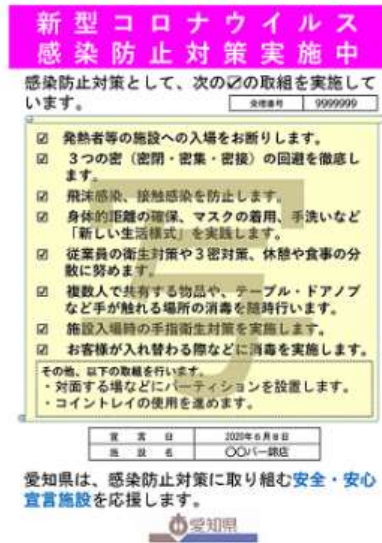 新型コロナウイルス
感染防止対策実施中
感染防止対策として、次の☑の取組を実施して
います。
受理番号 9999999
☑ 発熱者等の施設への入場をお断りします。
☑ 3つの密（密閉・密集・密接）の回避を徹底し
ます。
☑ 飛沫感染、接触感染を防止します。
☑ 身体的距離の確保、マスクの着用、手洗いなど
「新しい生活様式」を実践します。
☑ 従業員の衛生対策や3密対策、休憩や食事の分
散に努めます。
☑ 複数人で共有する物品や、テーブル・ドアノブ
など手が触れる場所の消毒を随時行います。
☑ 施設入場時の手指衛生対策を実施します。
☑ お客様が入れ替わる際などに消毒を実施します。
その他、以下の取組を行います。
・対面する場などにパーティションを設置します。
・コイントレイの使用を進めます。
宣言日 2020年6月8日
施設名 〇〇バー錦店
愛知県は、感染防止対策に取り組む安全・安心
宣言施設を応援します。
愛知県